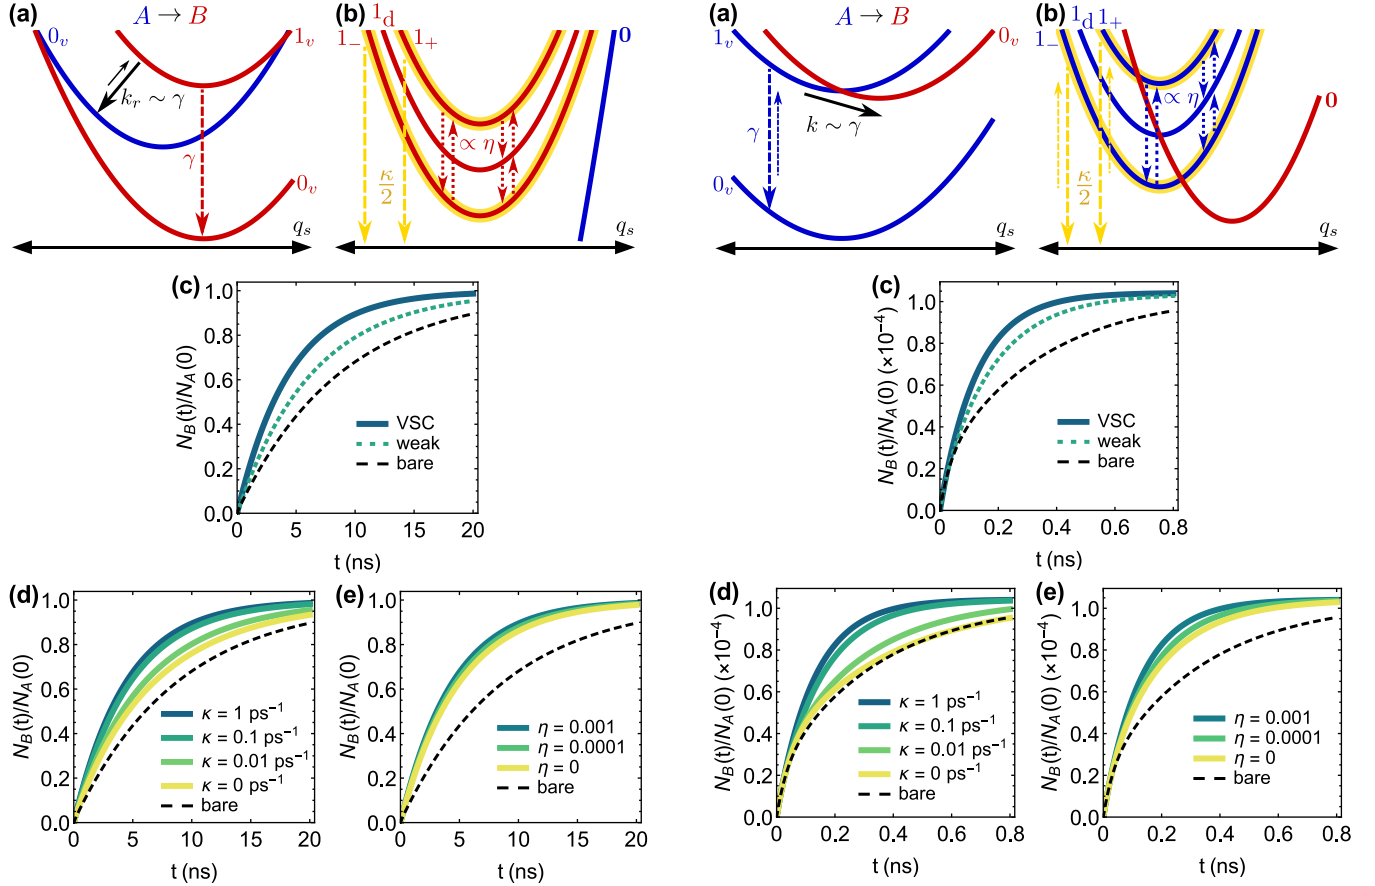 (a)
A → B
0v
1v
kr ~ γ
γ
0v
qs
(b)
1d
1−
1+
0
∝ η
κ/2
qs
(c)
NB(t)/NA(0)
1.0
0.8
0.6
0.4
0.2
0.0
VSC
weak
bare
0 5 10 15 20
t (ns)
(d)
NB(t)/NA(0)
1.0
0.8
0.6
0.4
0.2
0.0
κ = 1 ps⁻¹
κ = 0.1 ps⁻¹
κ = 0.01 ps⁻¹
κ = 0 ps⁻¹
bare
0 5 10 15 20
t (ns)
(e)
NB(t)/NA(0)
1.0
0.8
0.6
0.4
0.2
0.0
η = 0.001
η = 0.0001
η = 0
bare
0 5 10 15 20
t (ns)
(a)
A → B
1v
0v
k ~ γ
γ
0v
qs
(b)
1d
1+
1−
0
∝ η
κ/2
qs
(c)
NB(t)/NA(0) (×10⁻⁴)
1.0
0.8
0.6
0.4
0.2
0.0
VSC
weak
bare
0 0.2 0.4 0.6 0.8
t (ns)
(d)
NB(t)/NA(0) (×10⁻⁴)
1.0
0.8
0.6
0.4
0.2
0.0
κ = 1 ps⁻¹
κ = 0.1 ps⁻¹
κ = 0.01 ps⁻¹
κ = 0 ps⁻¹
bare
0 0.2 0.4 0.6 0.8
t (ns)
(e)
NB(t)/NA(0) (×10⁻⁴)
1.0
0.8
0.6
0.4
0.2
0.0
η = 0.001
η = 0.0001
η = 0
bare
0 0.2 0.4 0.6 0.8
t (ns)